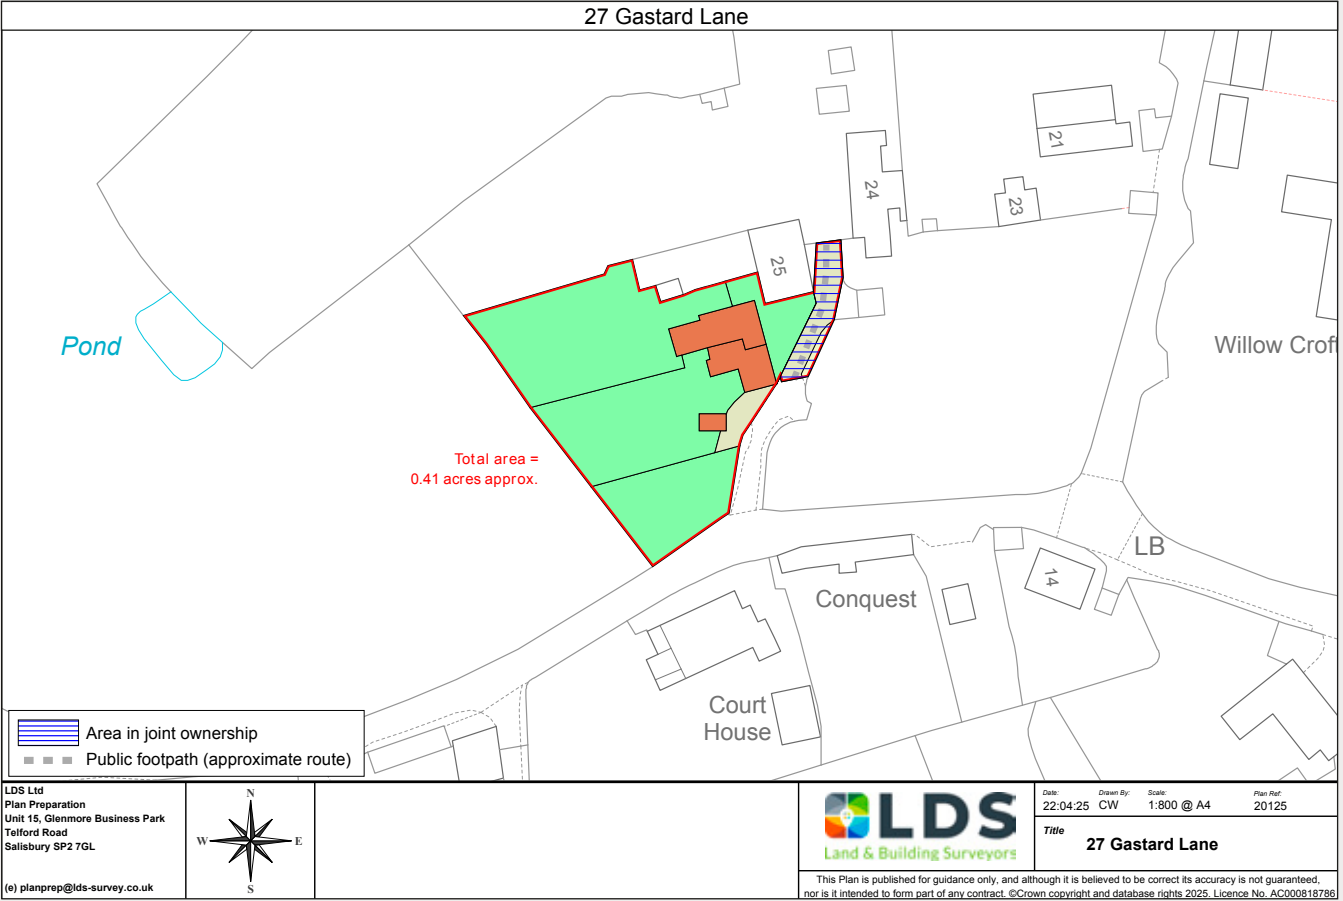 27 Gastard Lane
24
21
23
25
Pond
Willow Croft
Total area =
0.41 acres approx.
LB
14
Conquest
Court
House
Area in joint ownership
Public footpath (approximate route)
LDS Ltd
Plan Preparation
Unit 15, Glenmore Business Park
Telford Road
Salisbury SP2 7GL
(e) planprep@lds-survey.co.uk
N
W
E
S
LDS
Land & Building Surveyors
Date:
22:04:25
Drawn By:
CW
Scale:
1:800 @ A4
Plan Ref:
20125
Title
27 Gastard Lane
This Plan is published for guidance only, and although it is believed to be correct its accuracy is not guaranteed,
nor is it intended to form part of any contract. ©Crown copyright and database rights 2025. Licence No. AC000818786